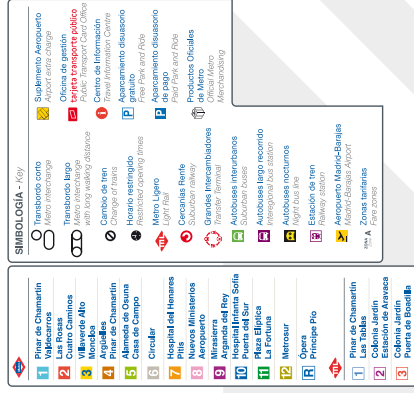 SIMBOLOGÍA - Key
Transbordo corto
Metro interchange
Transbordo largo
Metro interchange
with long walking distance
Cambio de tren
Change of trains
Horario restringido
Restricted opening times
Metro Ligero
Light Rail
Cercanías Renfe
Suburban railway
Grandes Intercambiadores
Transfer Terminal
Autobuses interurbanos
Suburban buses
Autobuses largo recorrido
Interregional bus station
Autobuses nocturnos
Night bus line
Estación de tren
Railway station
Aeropuerto Madrid-Barajas
Madrid-Barajas Airport
A
Zonas tarifarias
Fare zones
Suplemento Aeropuerto
Airport extra charge
Oficina de gestión
tarjeta transporte público
Public Transport Card Office
Centro de Información
Travel Information Centre
P
Aparcamiento disuasorio
gratuito
Free Park and Ride
P
Aparcamiento disuasorio
de pago
Paid Park and Ride
Productos Oficiales
de Metro
Official Metro
Merchandising
1
Pinar de Chamartín
Valdecarros
2
Las Rosas
Cuatro Caminos
3
Villaverde Alto
Moncloa
4
Argüelles
Pinar de Chamartín
5
Alameda de Osuna
Casa de Campo
6
Circular
7
Hospital del Henares
Pitis
8
Nuevos Ministerios
Aeropuerto
9
Mirasierra
Arganda del Rey
10
Hospital Infanta Sofía
Puerta del Sur
11
Plaza Elíptica
La Fortuna
12
Metrosur
R
Ópera
Príncipe Pío
1
Pinar de Chamartín
Las Tablas
2
Colonia Jardín
Estación de Aravaca
3
Colonia Jardín
Puerta de Boadilla